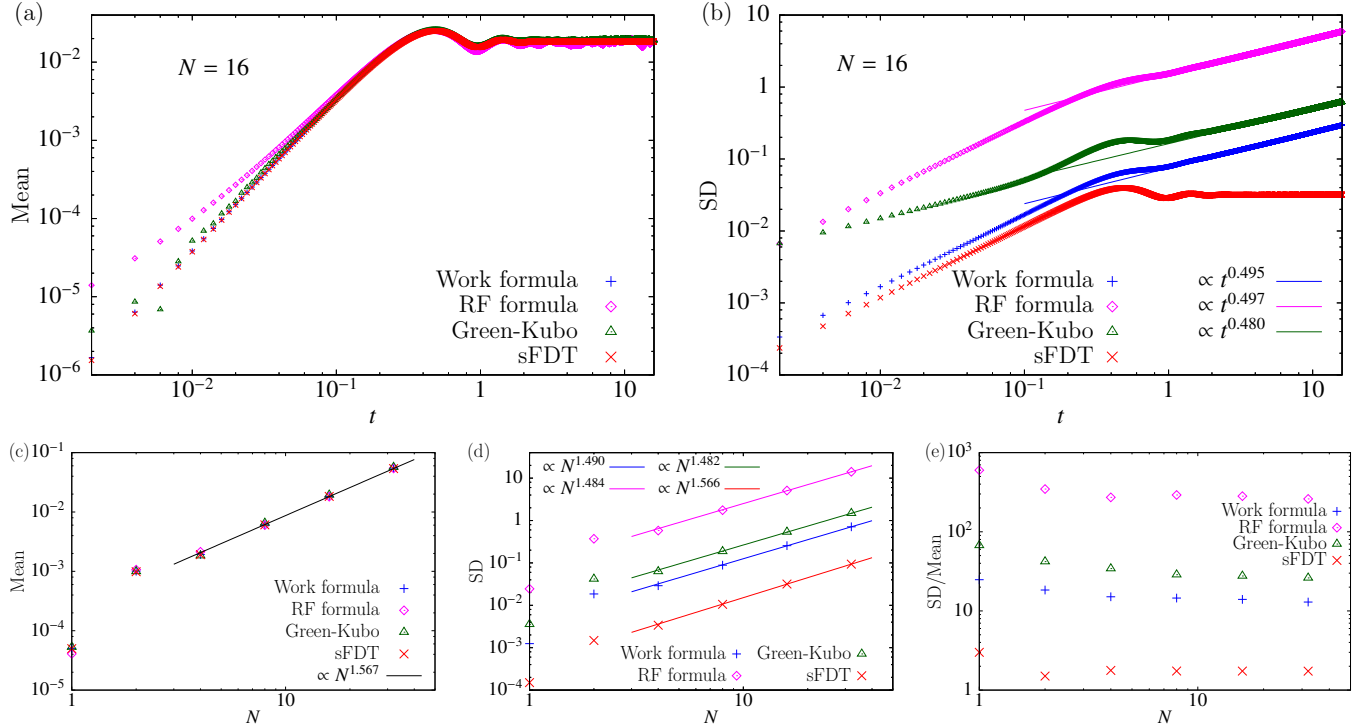 (a)
10⁻²
10⁻³
10⁻⁴
10⁻⁵
10⁻⁶
Mean
N = 16
Work formula
RF formula
Green-Kubo
sFDT
10⁻² 10⁻¹ 1 10
t
(b)
10
1
10⁻¹
10⁻²
10⁻³
10⁻⁴
SD
N = 16
Work formula ∝ t^0.495
RF formula ∝ t^0.497
Green-Kubo ∝ t^0.480
sFDT
10⁻² 10⁻¹ 1 10
t
(c)
10⁻¹
10⁻²
10⁻³
10⁻⁴
10⁻⁵
Mean
Work formula
RF formula
Green-Kubo
sFDT
∝ N^1.567
1 10
N
(d)
10
1
10⁻¹
10⁻²
10⁻³
10⁻⁴
SD
∝ N^1.490 ∝ N^1.482
∝ N^1.484 ∝ N^1.566
Work formula Green-Kubo
RF formula sFDT
1 10
N
(e)
10³
10²
10
1
SD/Mean
Work formula
RF formula
Green-Kubo
sFDT
1 10
N